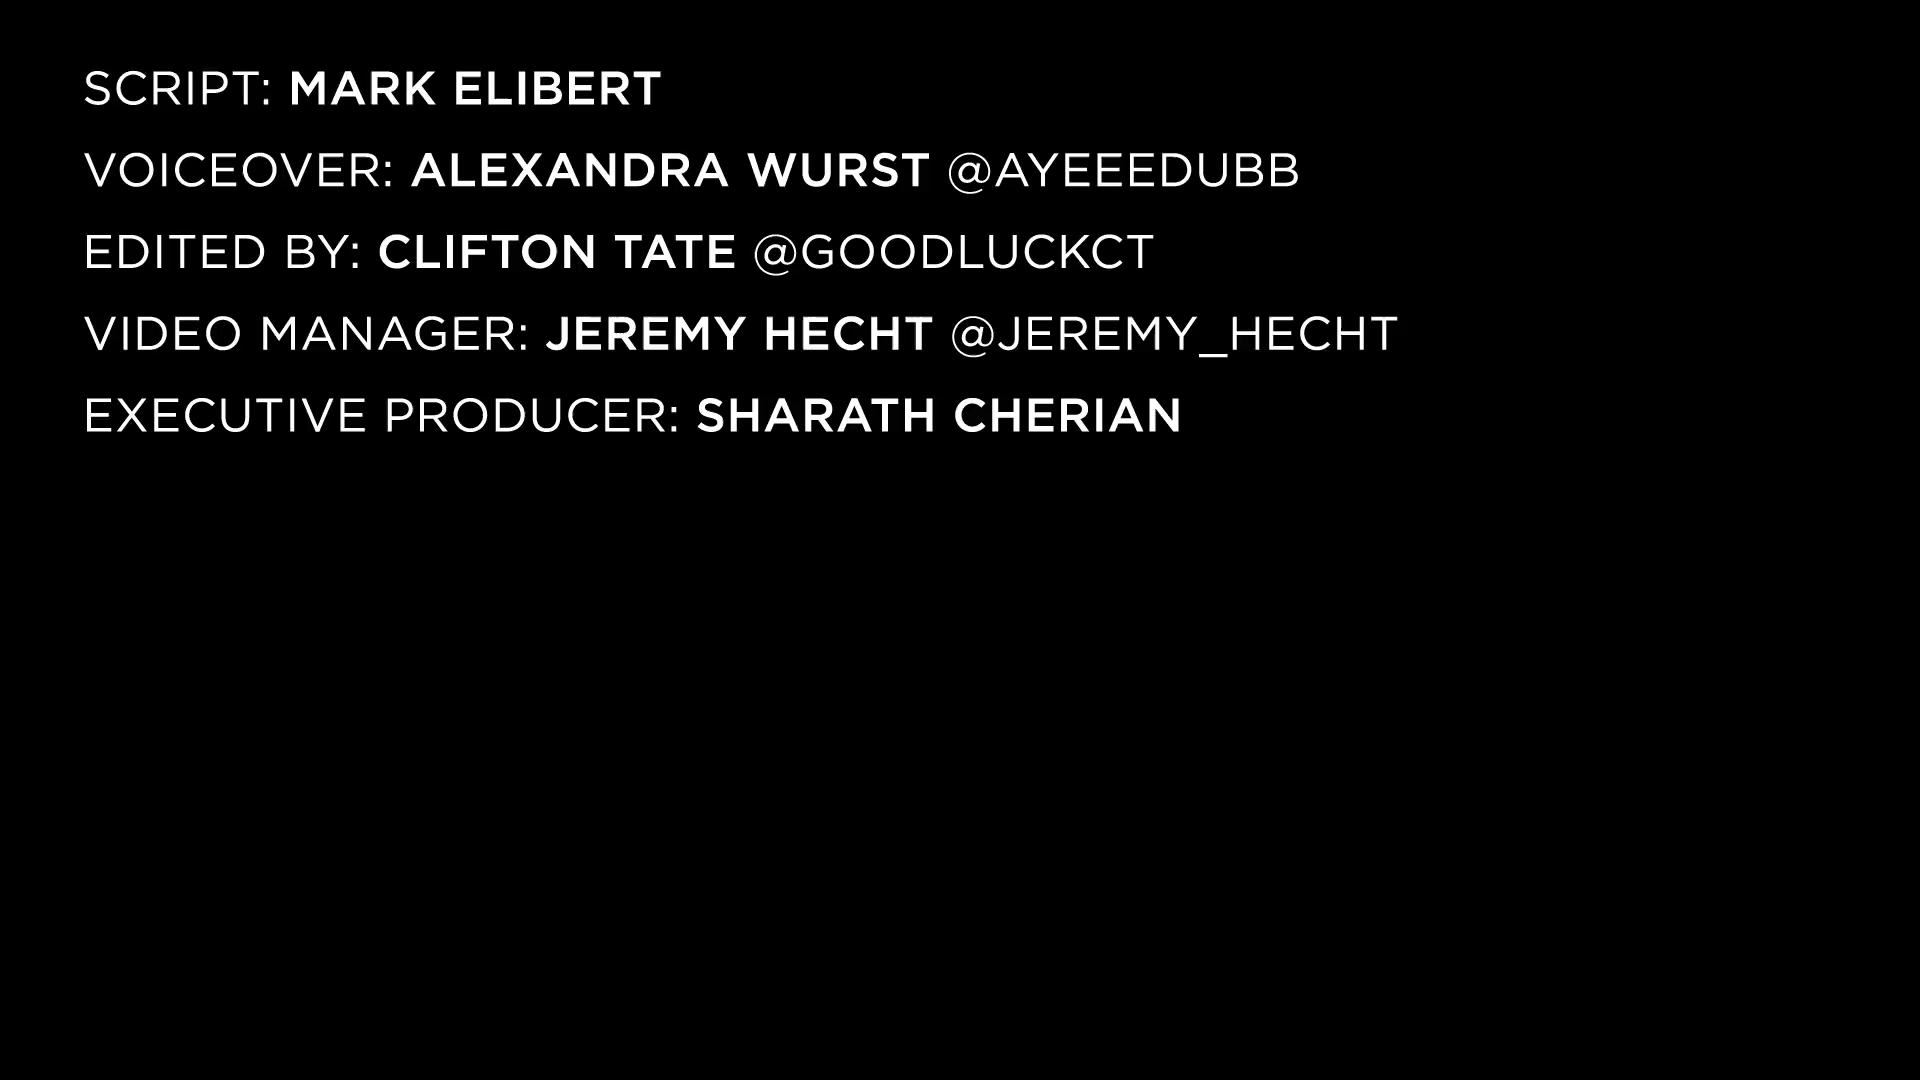 SCRIPT: MARK ELIBERT
VOICEOVER: ALEXANDRA WURST @AYEEEDUBB
EDITED BY: CLIFTON TATE @GOODLUCKCT
VIDEO MANAGER: JEREMY HECHT @JEREMY_HECHT
EXECUTIVE PRODUCER: SHARATH CHERIAN